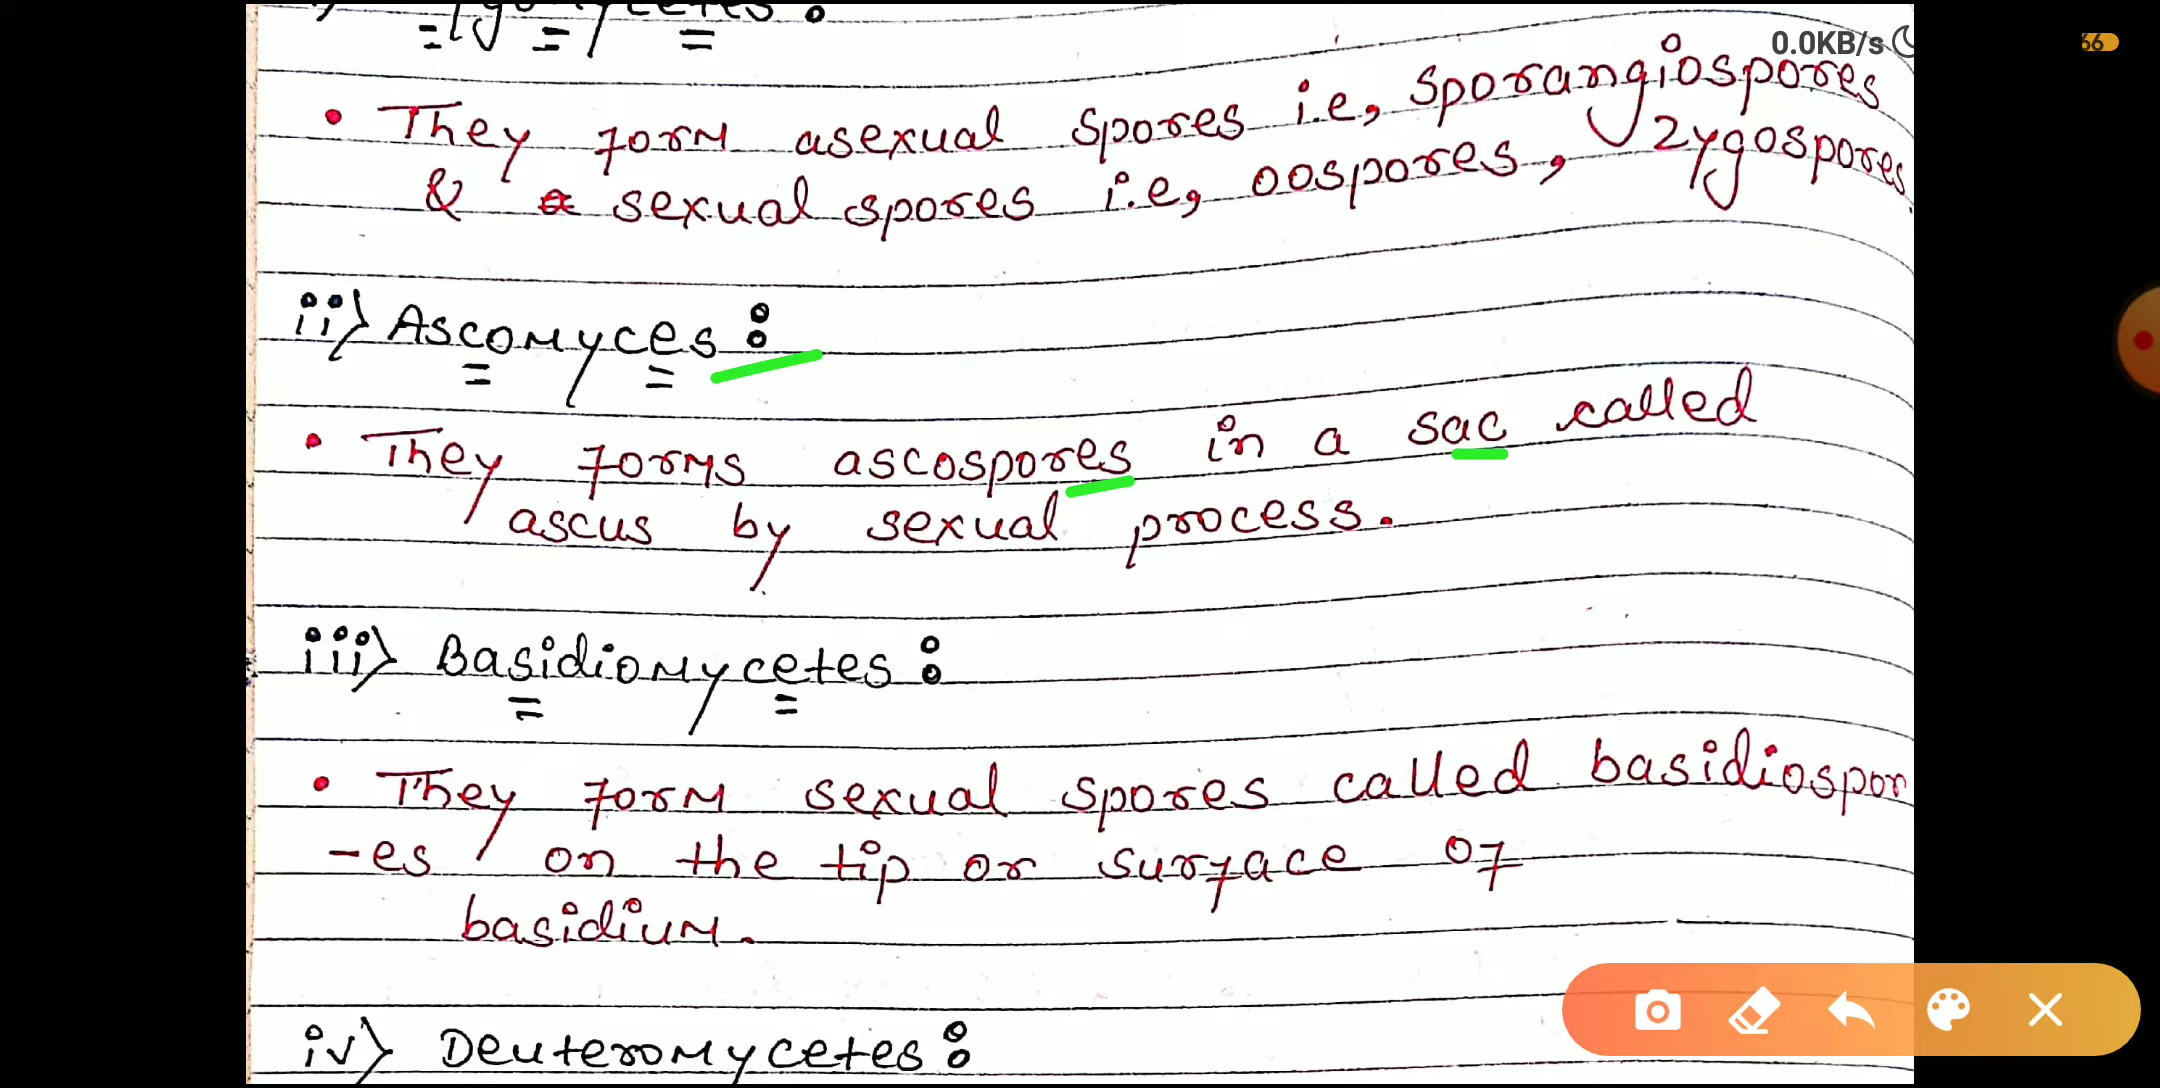 0.0KB/s
66
• They form asexual spores i.e, sporangiospores
& sexual spores i.e, oospores, zygospores
ii) Ascomyces:
• They forms ascospores in a sac called
ascus by sexual process.
iii) Basidiomycetes:
• They form sexual spores called basidiospor
-es on the tip or surface of
basidium.
iv) Deuteromycetes: